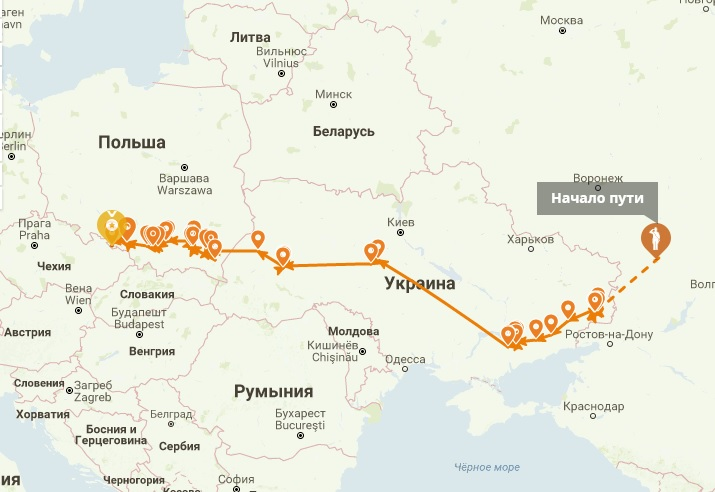 Москва
Литва
Вильнюс
Vilnius
Минск
Беларусь
Польша
Варшава
Warszawa
Воронеж
Начало пути
Прага
Praha
Киев
Харьков
Чехия
Украина
Вена
Wien
Словакия
Будапешт
Budapest
Австрия
Венгрия
Молдова
Кишинёв
Chișinău
Одесса
Ростов-на-Дону
Словения
Загреб
Zagreb
Румыния
Хорватия
Белград
Бухарест
București
Краснодар
Босния и
Герцеговина
Сербия
Чёрное море
Черногория
София